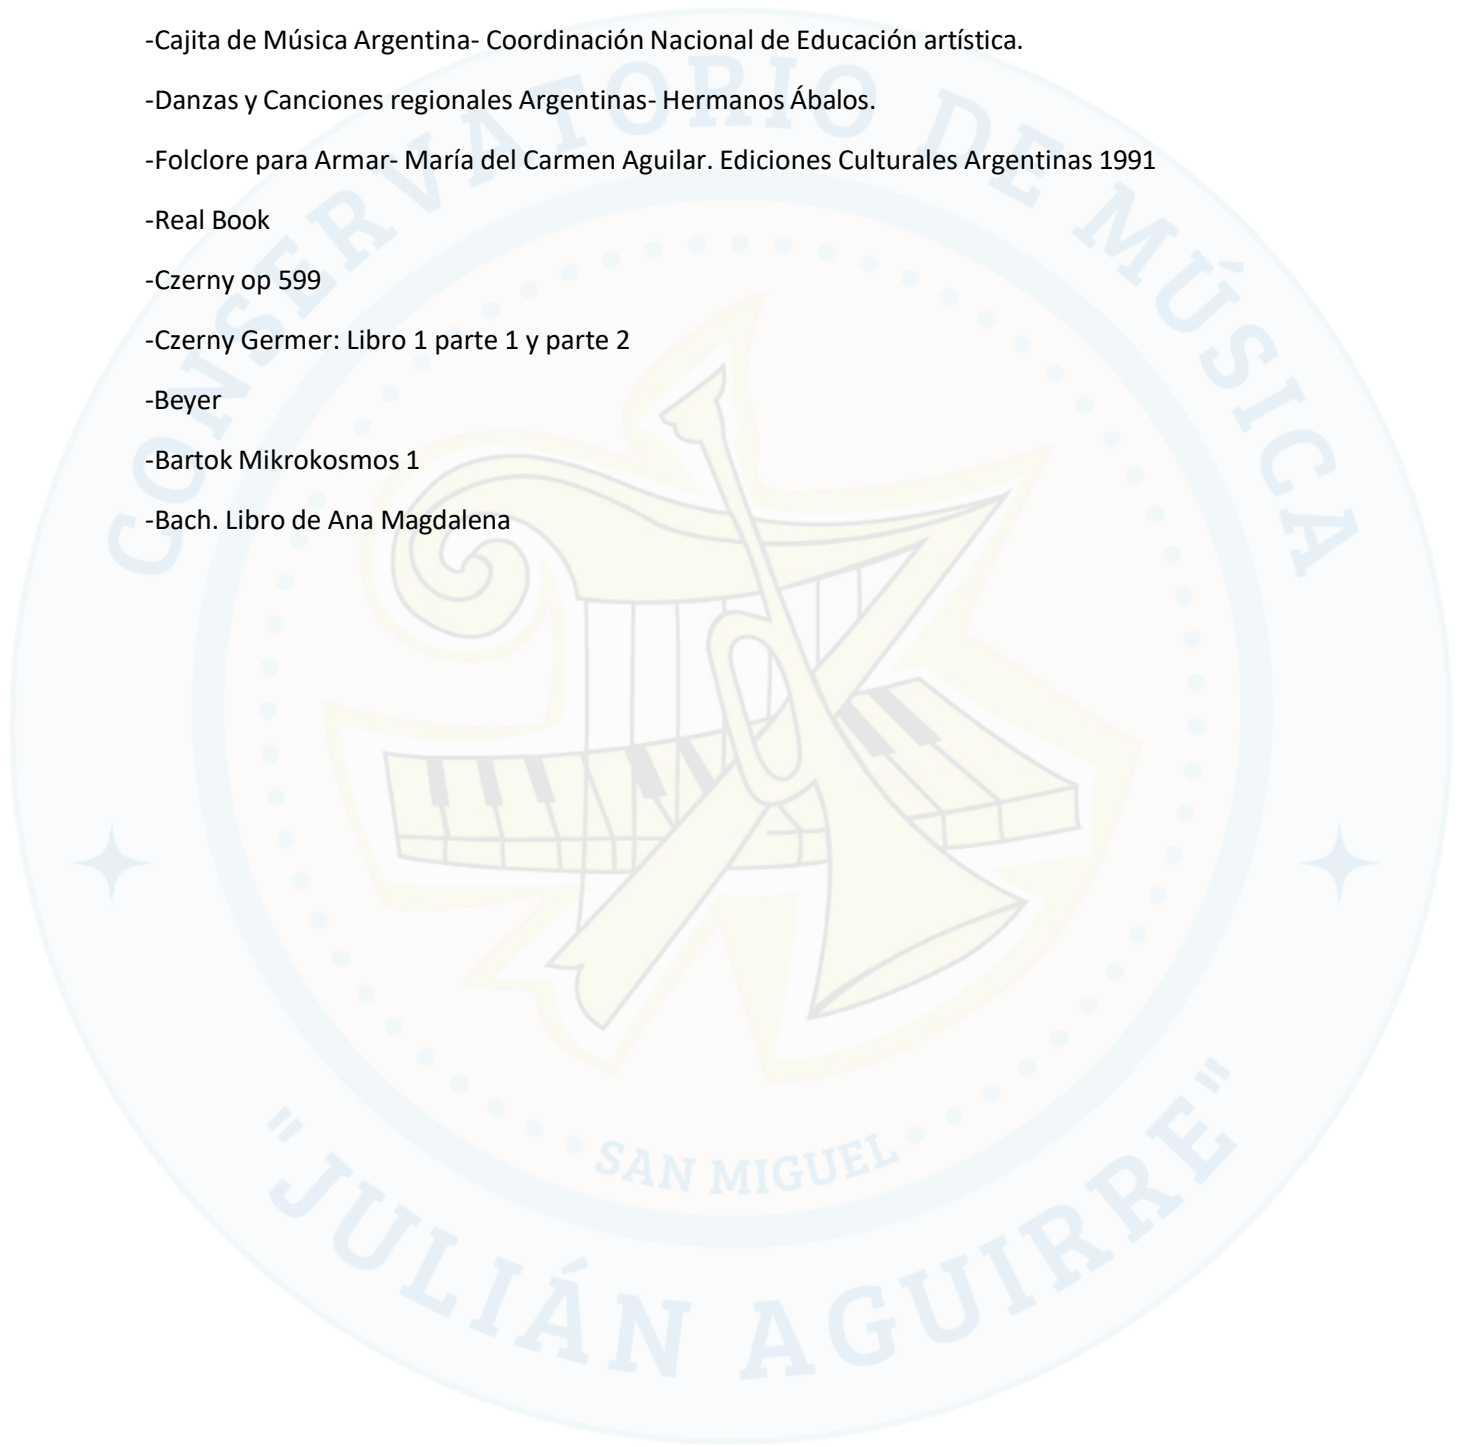 -Cajita de Música Argentina- Coordinación Nacional de Educación artística.
-Danzas y Canciones regionales Argentinas- Hermanos Ábalos.
-Folclore para Armar- María del Carmen Aguilar. Ediciones Culturales Argentinas 1991
-Real Book
-Czerny op 599
-Czerny Germer: Libro 1 parte 1 y parte 2
-Beyer
-Bartok Mikrokosmos 1
-Bach. Libro de Ana Magdalena
CONSERVATORIO DE MÚSICA
SAN MIGUEL
"JULIÁN AGUIRRE"